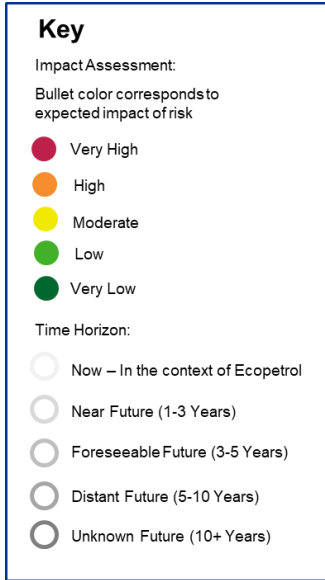 Key
Impact Assessment:
Bullet color corresponds to
expected impact of risk
Very High
High
Moderate
Low
Very Low
Time Horizon:
Now – In the context of Ecopetrol
Near Future (1-3 Years)
Foreseeable Future (3-5 Years)
Distant Future (5-10 Years)
Unknown Future (10+ Years)